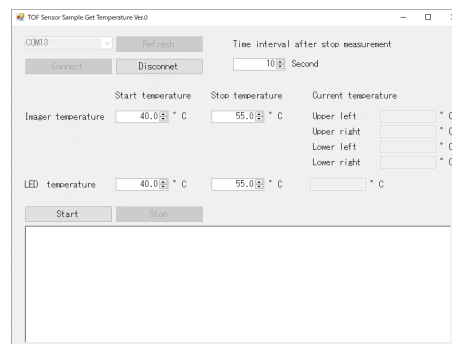 TOF Sensor Sample Get Temperature Ver.0
COM13 Refresh Time interval after stop measurement
Connect Disconnet 10 Second
Start temperature Stop temperature Current temperature
Imager temperature 40.0 ° C 55.0 ° C Upper left ° C
Upper right ° C
Lower left ° C
Lower right ° C
LED temperature 40.0 ° C 55.0 ° C ° C
Start Stop